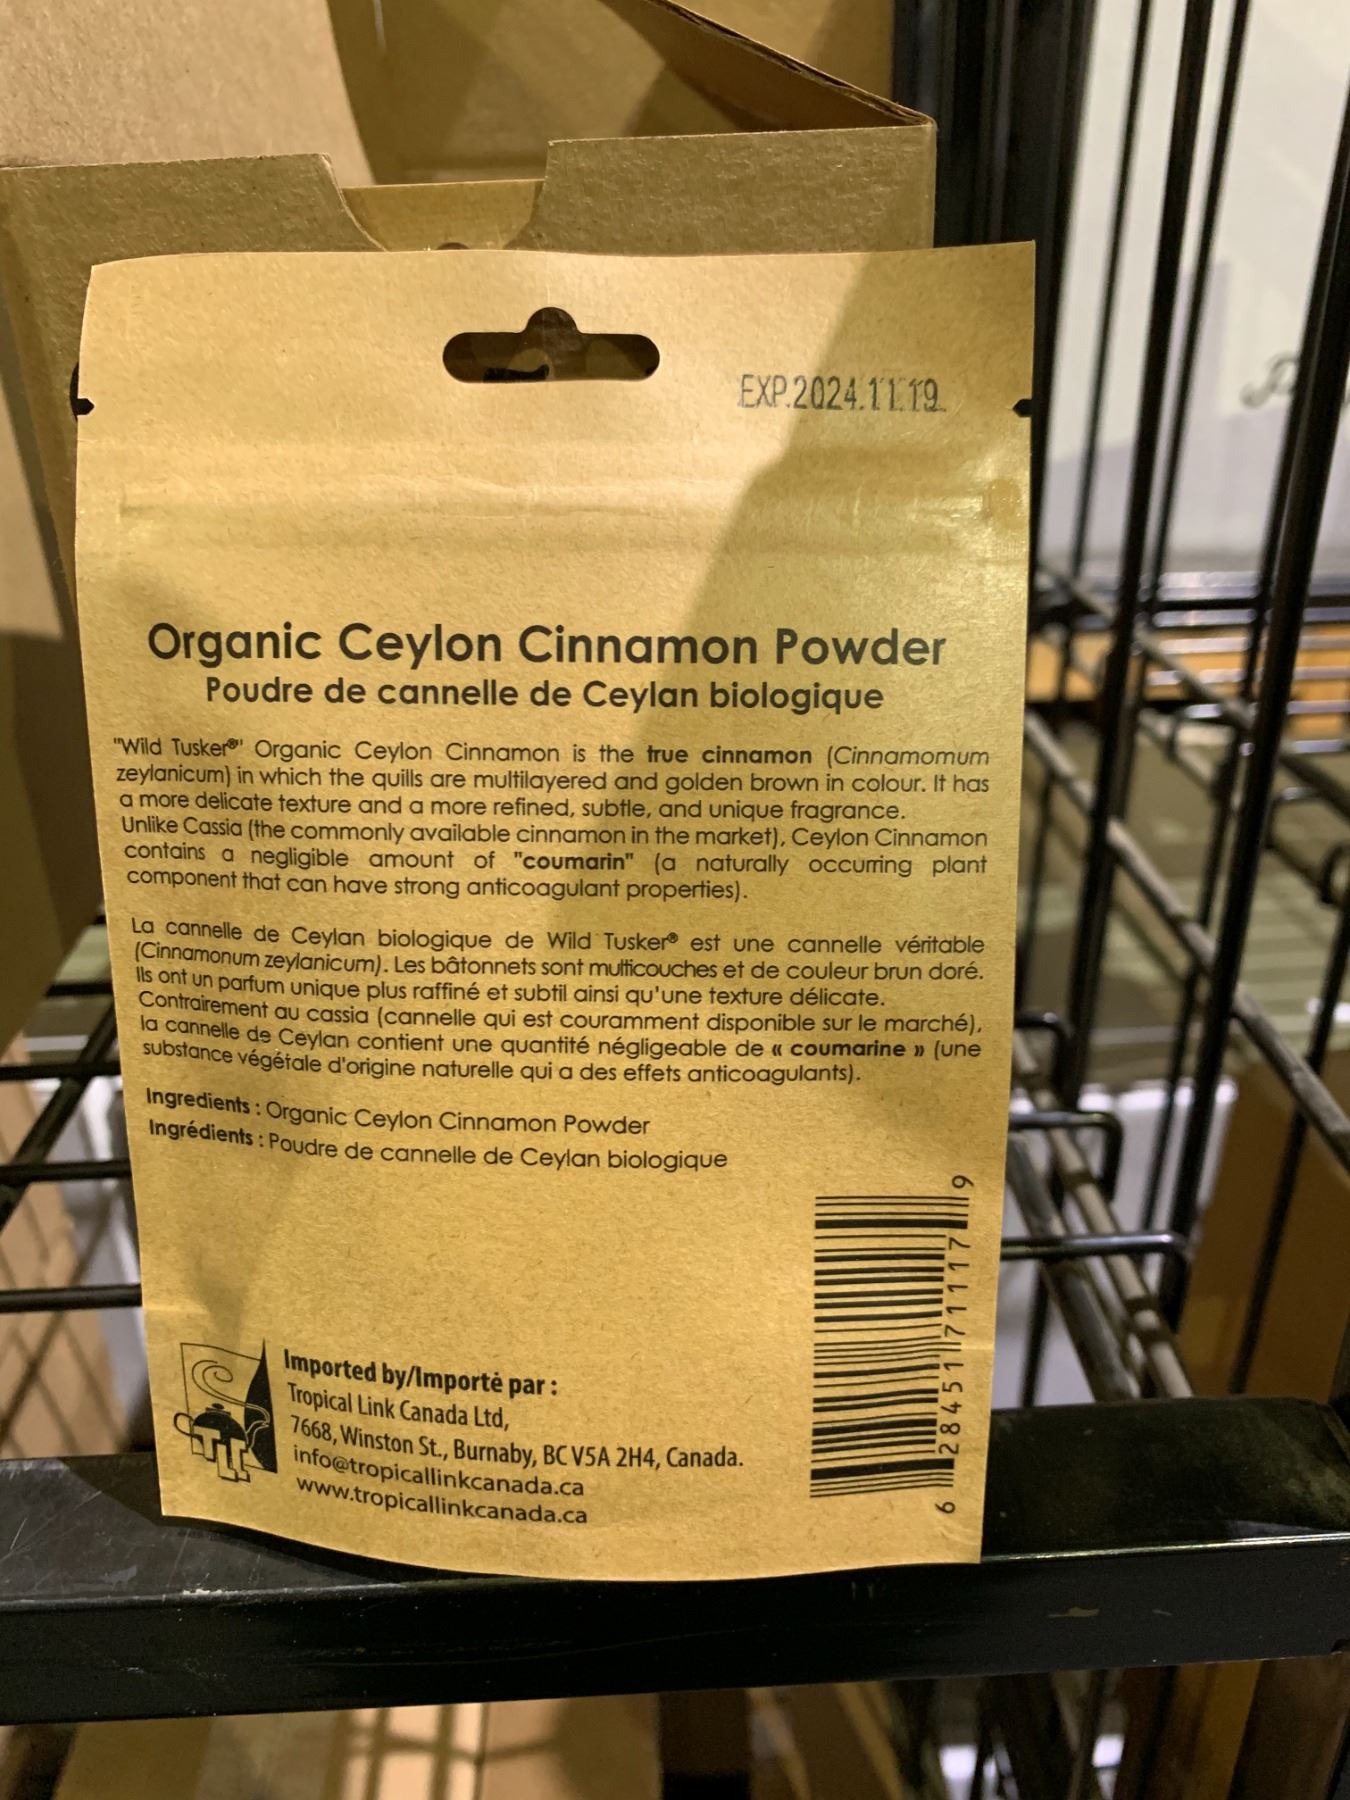 EXP.2024.11.19
Organic Ceylon Cinnamon Powder
Poudre de cannelle de Ceylan biologique
"Wild Tusker®" Organic Ceylon Cinnamon is the true cinnamon (Cinnamomum
zeylanicum) in which the quills are multilayered and golden brown in colour. It has
a more delicate texture and a more refined, subtle, and unique fragrance.
Unlike Cassia (the commonly available cinnamon in the market), Ceylon Cinnamon
contains a negligible amount of "coumarin" (a naturally occurring plant
component that can have strong anticoagulant properties).
La cannelle de Ceylan biologique de Wild Tusker® est une cannelle véritable
(Cinnamonum zeylanicum). Les bâtonnets sont multicouches et de couleur brun doré.
Ils ont un parfum unique plus raffiné et subtil ainsi qu'une texture délicate.
Contrairement au cassia (cannelle qui est couramment disponible sur le marché),
la cannelle de Ceylan contient une quantité négligeable de « coumarine » (une
substance végétale d'origine naturelle qui a des effets anticoagulants).
Ingredients : Organic Ceylon Cinnamon Powder
Ingrédients : Poudre de cannelle de Ceylan biologique
Imported by/Importé par :
Tropical Link Canada Ltd,
7668, Winston St., Burnaby, BC V5A 2H4, Canada.
info@tropicallinkcanada.ca
www.tropicallinkcanada.ca
TL
6 28451 71117 9